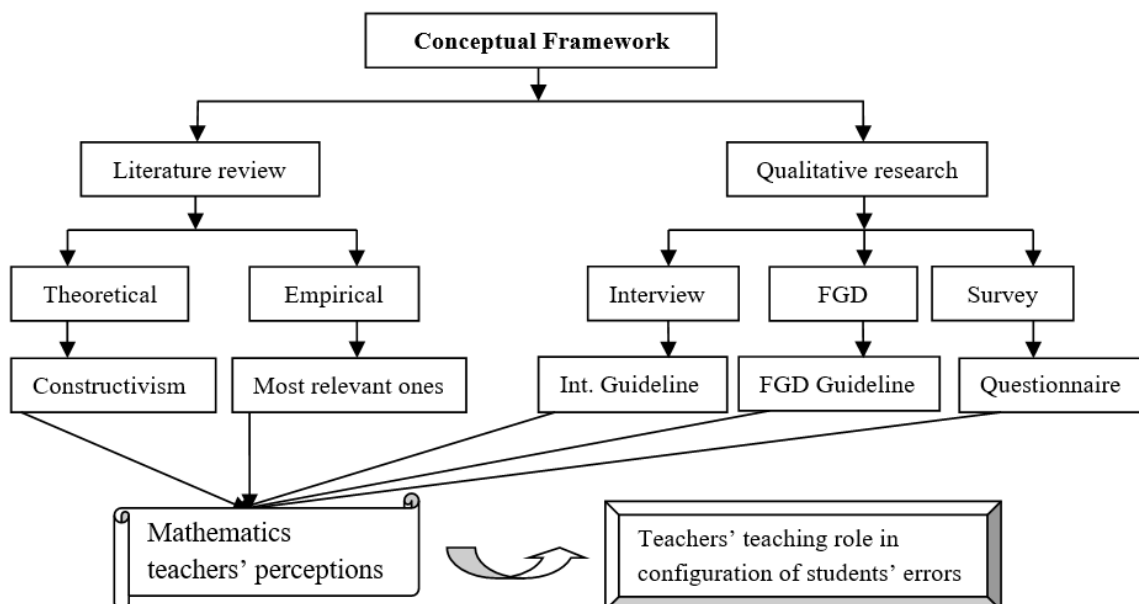 Conceptual Framework
Literature review
Qualitative research
Theoretical
Empirical
Interview
FGD
Survey
Constructivism
Most relevant ones
Int. Guideline
FGD Guideline
Questionnaire
Mathematics
teachers’ perceptions
Teachers’ teaching role in
configuration of students’ errors